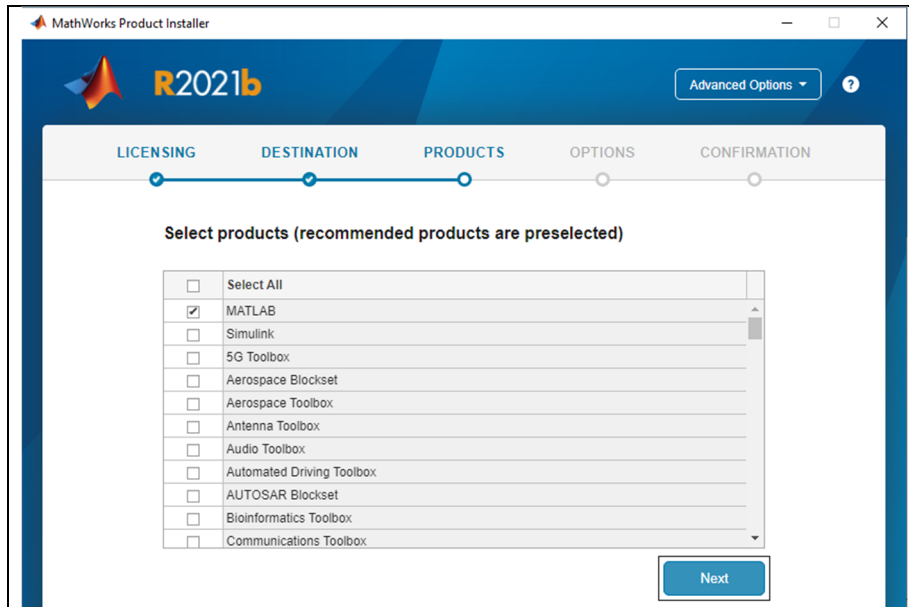 MathWorks Product Installer
R2021b
Advanced Options
?
LICENSING DESTINATION PRODUCTS OPTIONS CONFIRMATION
Select products (recommended products are preselected)
Select All
MATLAB
Simulink
5G Toolbox
Aerospace Blockset
Aerospace Toolbox
Antenna Toolbox
Audio Toolbox
Automated Driving Toolbox
AUTOSAR Blockset
Bioinformatics Toolbox
Communications Toolbox
Next